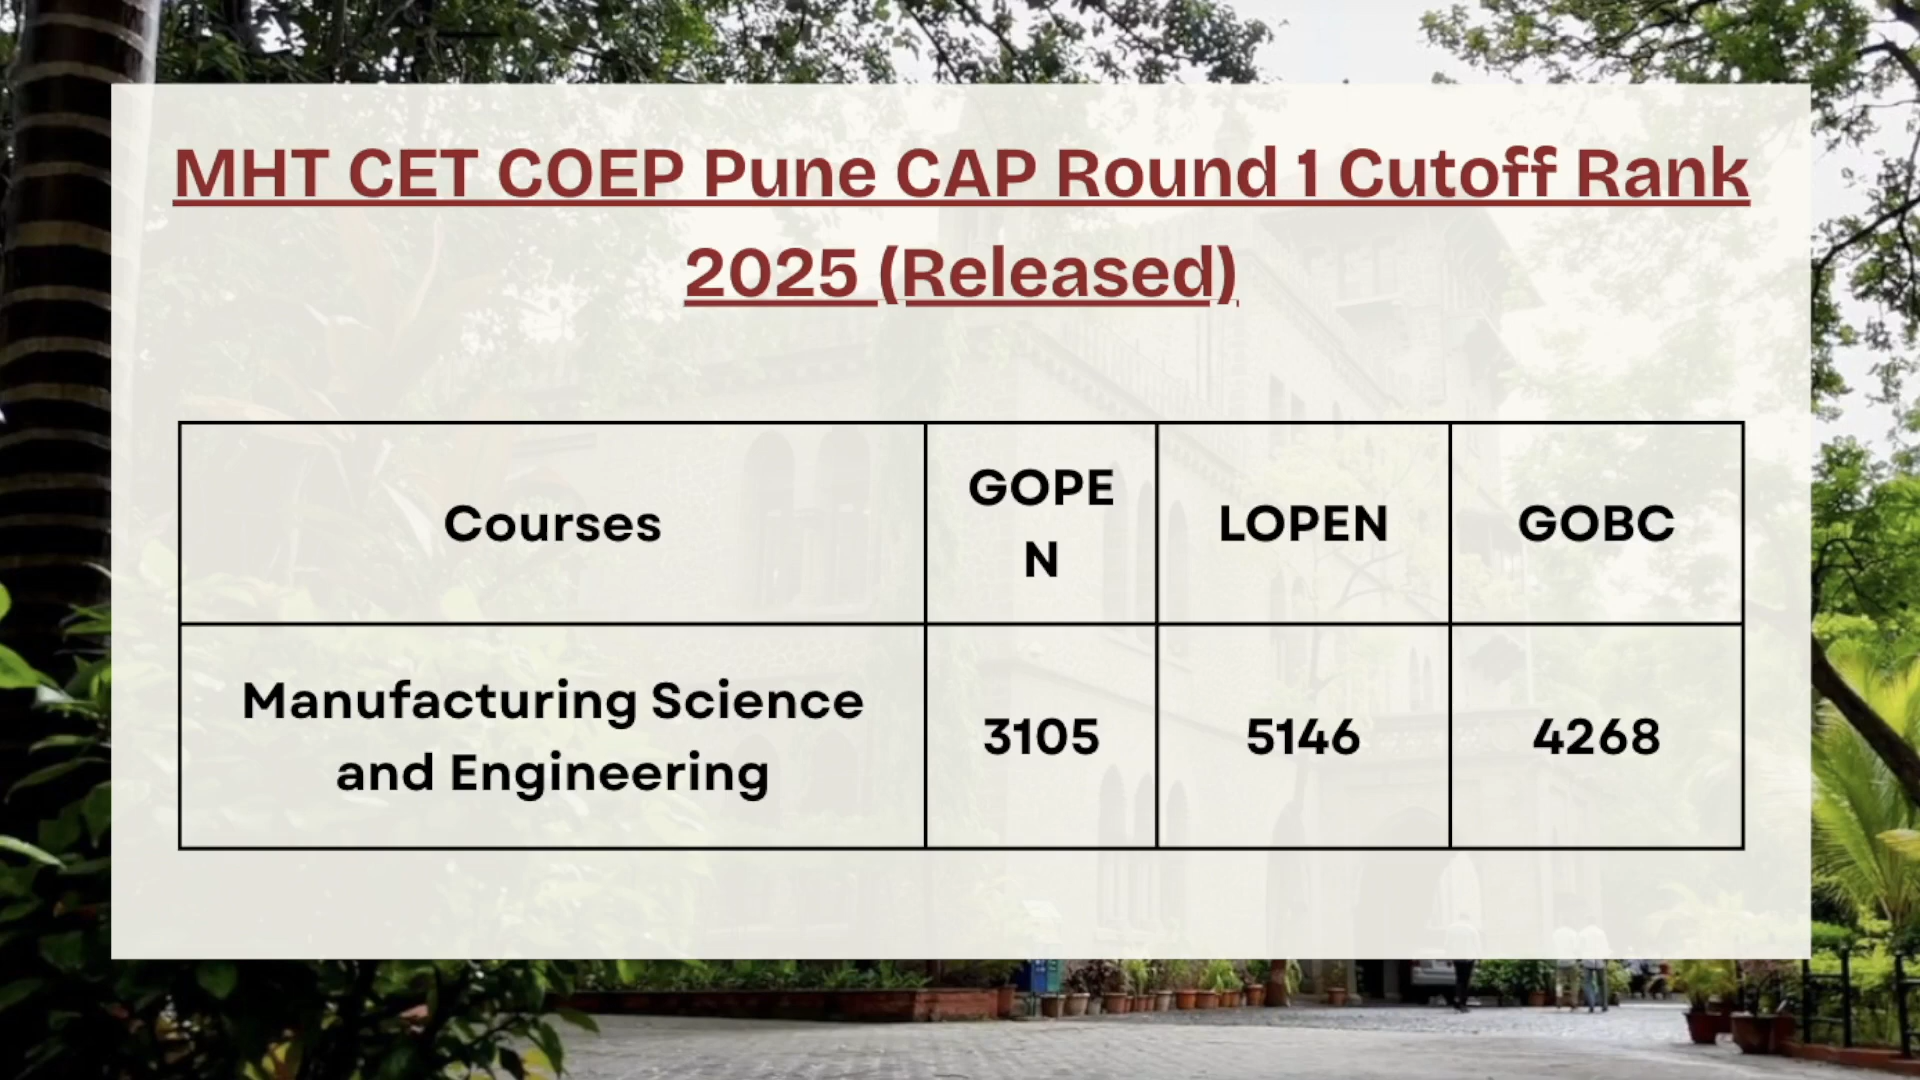 MHT CET COEP Pune CAP Round 1 Cutoff Rank
2025 (Released)
Courses
GOPE
N
LOPEN
GOBC
Manufacturing Science
and Engineering
3105
5146
4268